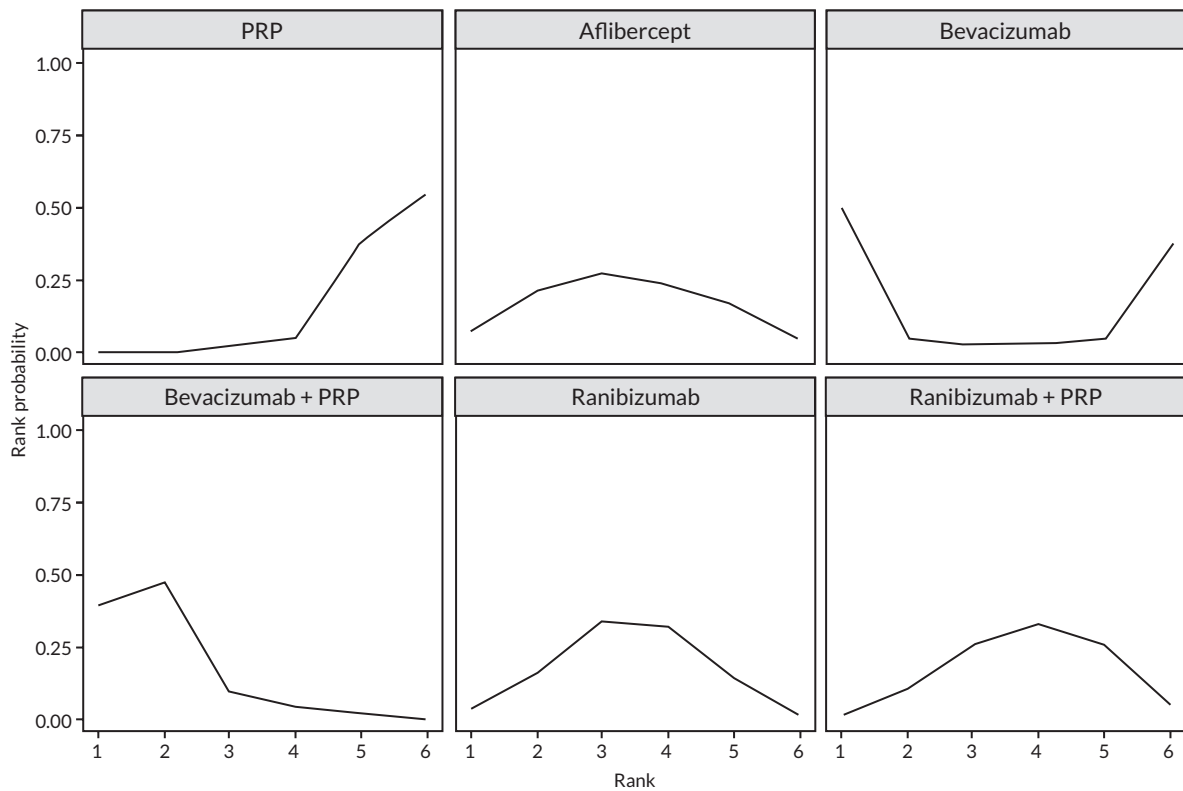 PRP Aflibercept Bevacizumab
1.00
0.75
0.50
0.25
0.00
Rank probability
Bevacizumab + PRP Ranibizumab Ranibizumab + PRP
1.00
0.75
0.50
0.25
0.00
1 2 3 4 5 6 1 2 3 4 5 6 1 2 3 4 5 6
Rank